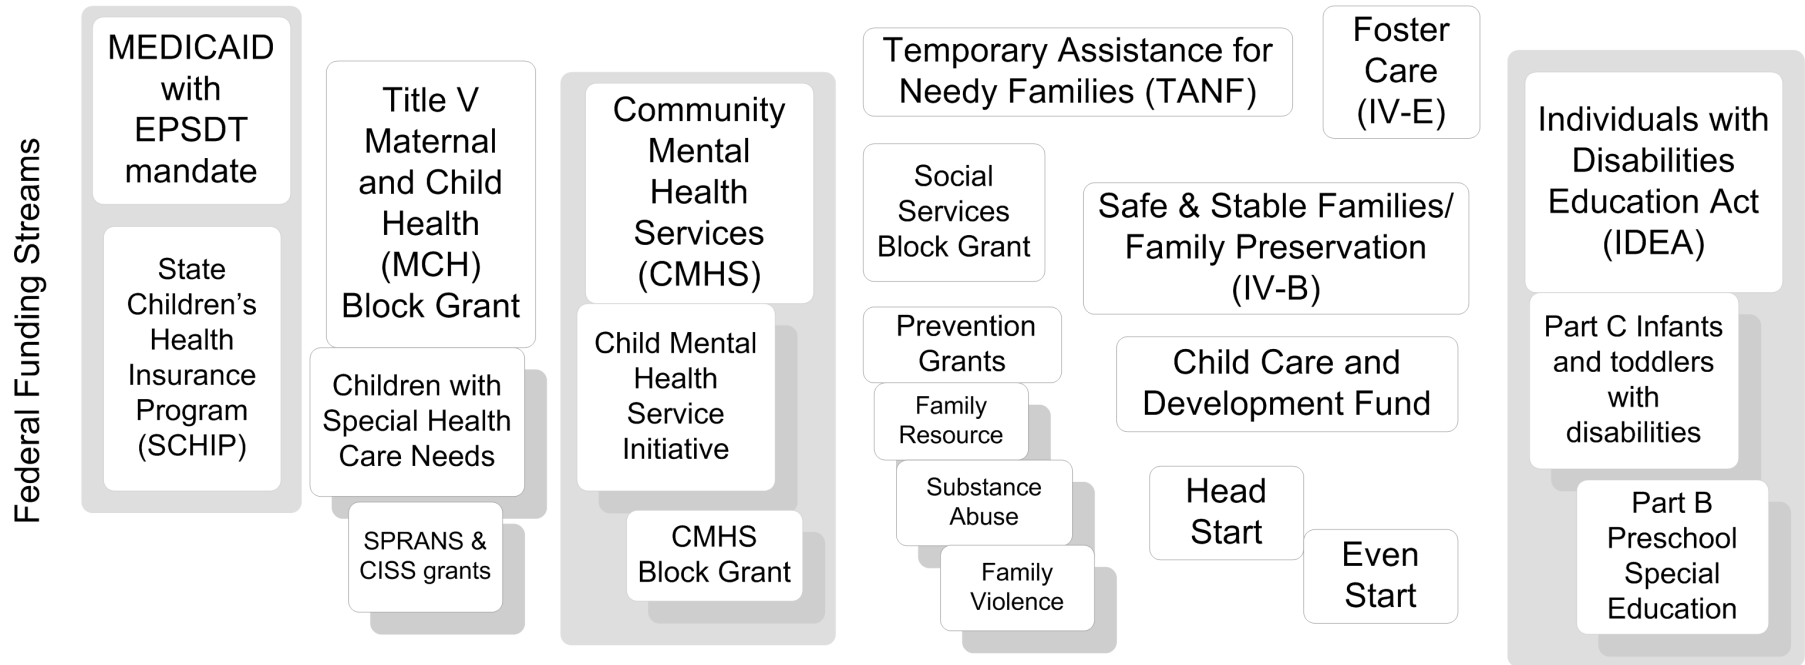 Federal Funding Streams
MEDICAID
with
EPSDT
mandate
State
Children’s
Health
Insurance
Program
(SCHIP)
Title V
Maternal
and Child
Health
(MCH)
Block Grant
Children with
Special Health
Care Needs
SPRANS &
CISS grants
Community
Mental
Health
Services
(CMHS)
Child Mental
Health
Service
Initiative
CMHS
Block Grant
Temporary Assistance for
Needy Families (TANF)
Foster
Care
(IV-E)
Social
Services
Block Grant
Safe & Stable Families/
Family Preservation
(IV-B)
Prevention
Grants
Family
Resource
Substance
Abuse
Family
Violence
Child Care and
Development Fund
Head
Start
Even
Start
Individuals with
Disabilities
Education Act
(IDEA)
Part C Infants
and toddlers
with
disabilities
Part B
Preschool
Special
Education